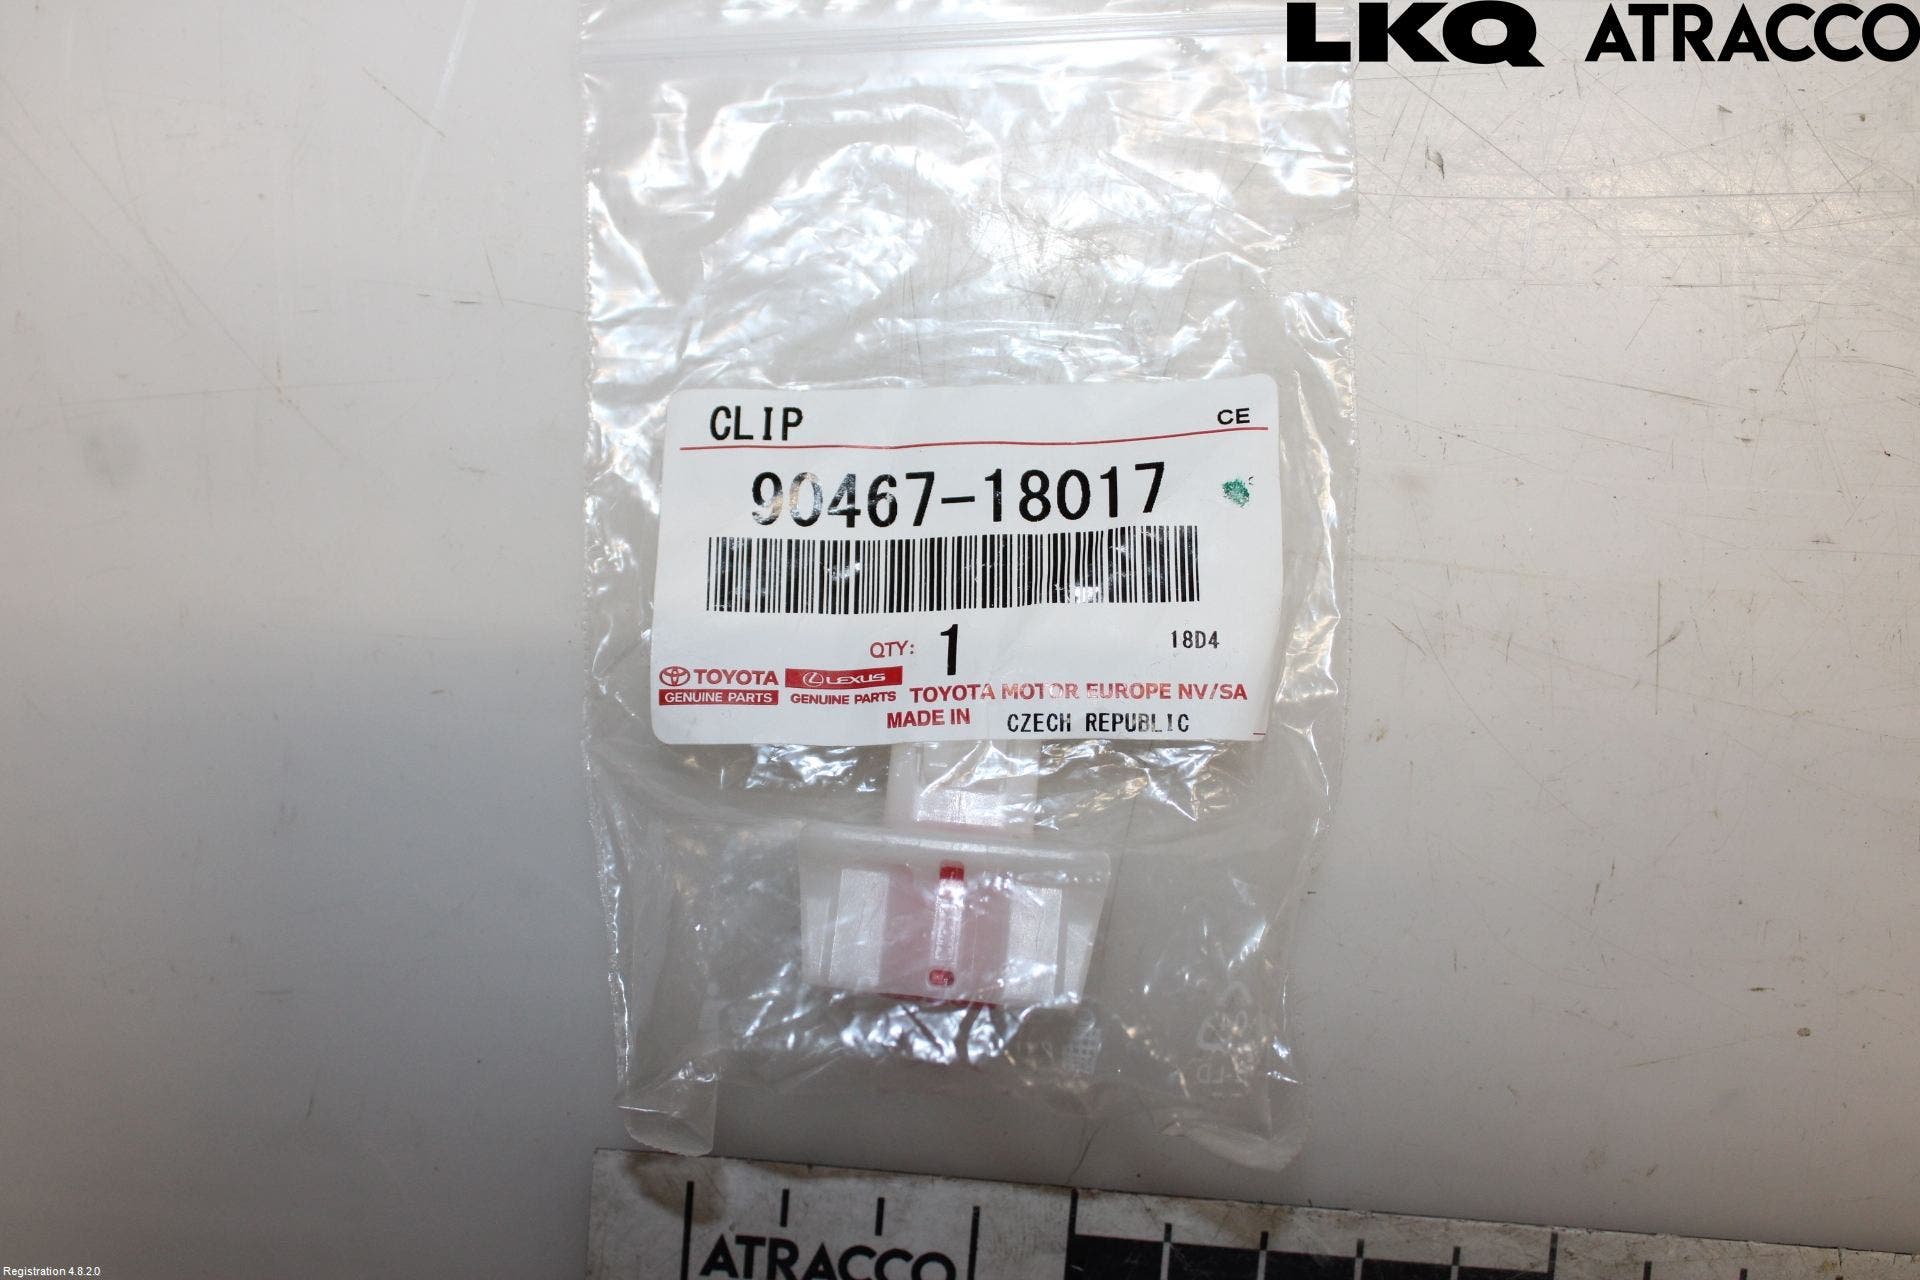 LKQ ATRACCO
CLIP
CE
90467-18017
QTY: 1
18D4
TOYOTA
GENUINE PARTS
LEXUS
GENUINE PARTS
TOYOTA MOTOR EUROPE NV/SA
MADE IN CZECH REPUBLIC
ATRACCO
Registration 4.8.2.0